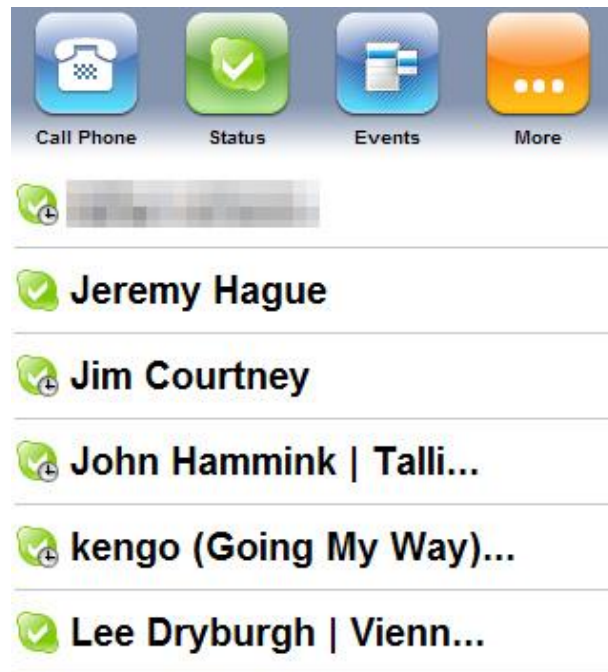 Call Phone Status Events More
Jeremy Hague
Jim Courtney
John Hammink | Talli...
kengo (Going My Way)...
Lee Dryburgh | Vienn...